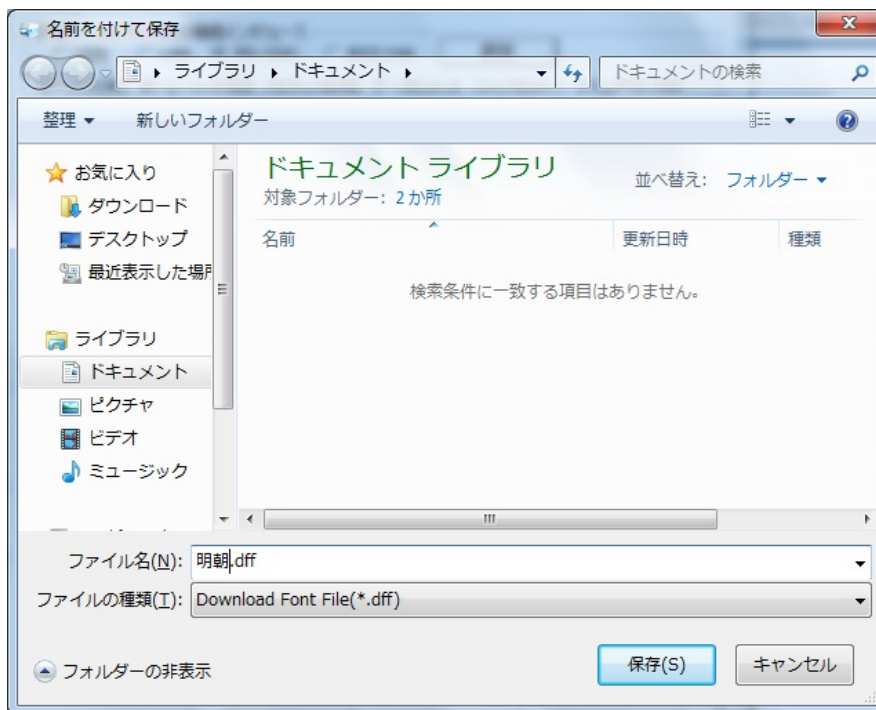 名前を付けて保存
ライブラリ ドキュメント
ドキュメントの検索
整理 新しいフォルダー
お気に入り
ダウンロード
デスクトップ
最近表示した場所
ライブラリ
ドキュメント
ピクチャ
ビデオ
ミュージック
ドキュメント ライブラリ
対象フォルダー: 2 か所
並べ替え: フォルダー
名前 更新日時 種類
検索条件に一致する項目はありません。
ファイル名(N): 明朝.dff
ファイルの種類(T): Download Font File(*.dff)
フォルダーの非表示
保存(S) キャンセル